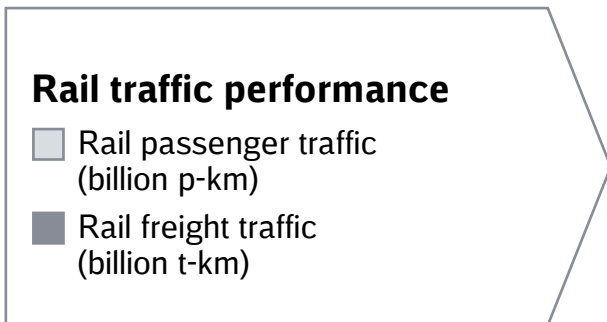 Rail traffic performance
Rail passenger traffic
(billion p-km)
Rail freight traffic
(billion t-km)